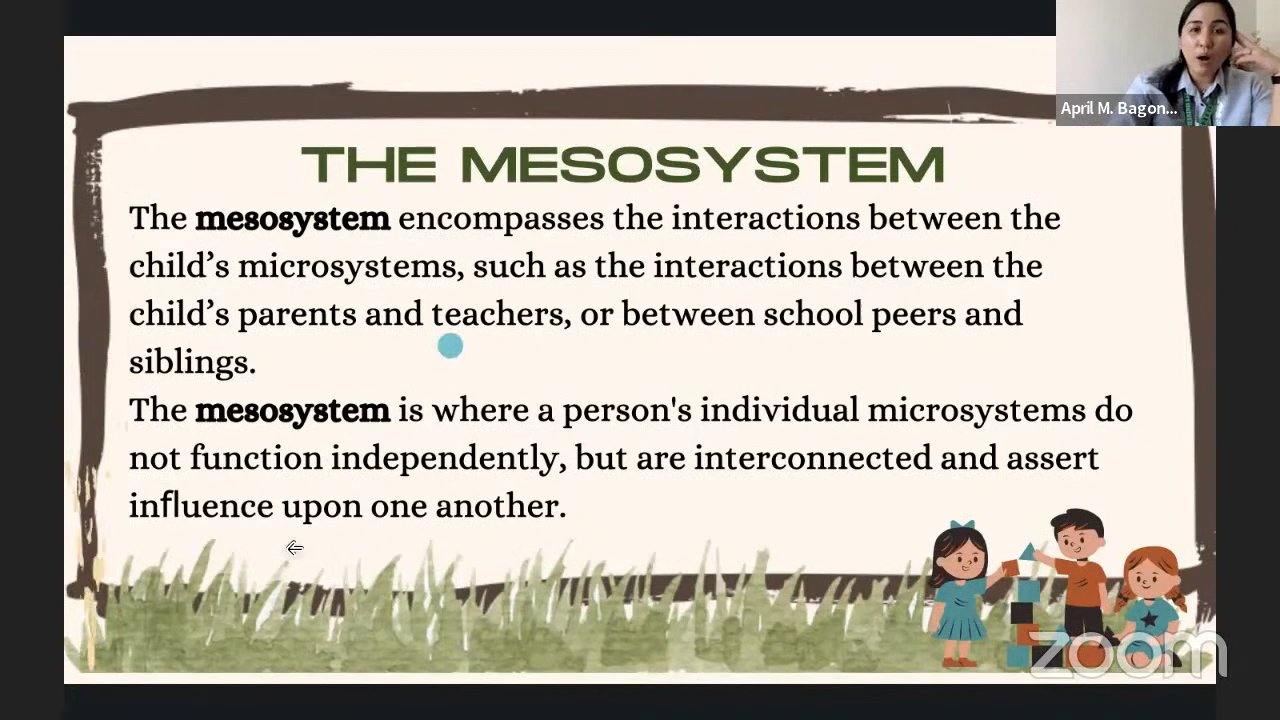 April M. Bagon...
THE MESOSYSTEM
The mesosystem encompasses the interactions between the
child’s microsystems, such as the interactions between the
child’s parents and teachers, or between school peers and
siblings.
The mesosystem is where a person's individual microsystems do
not function independently, but are interconnected and assert
influence upon one another.
zoom